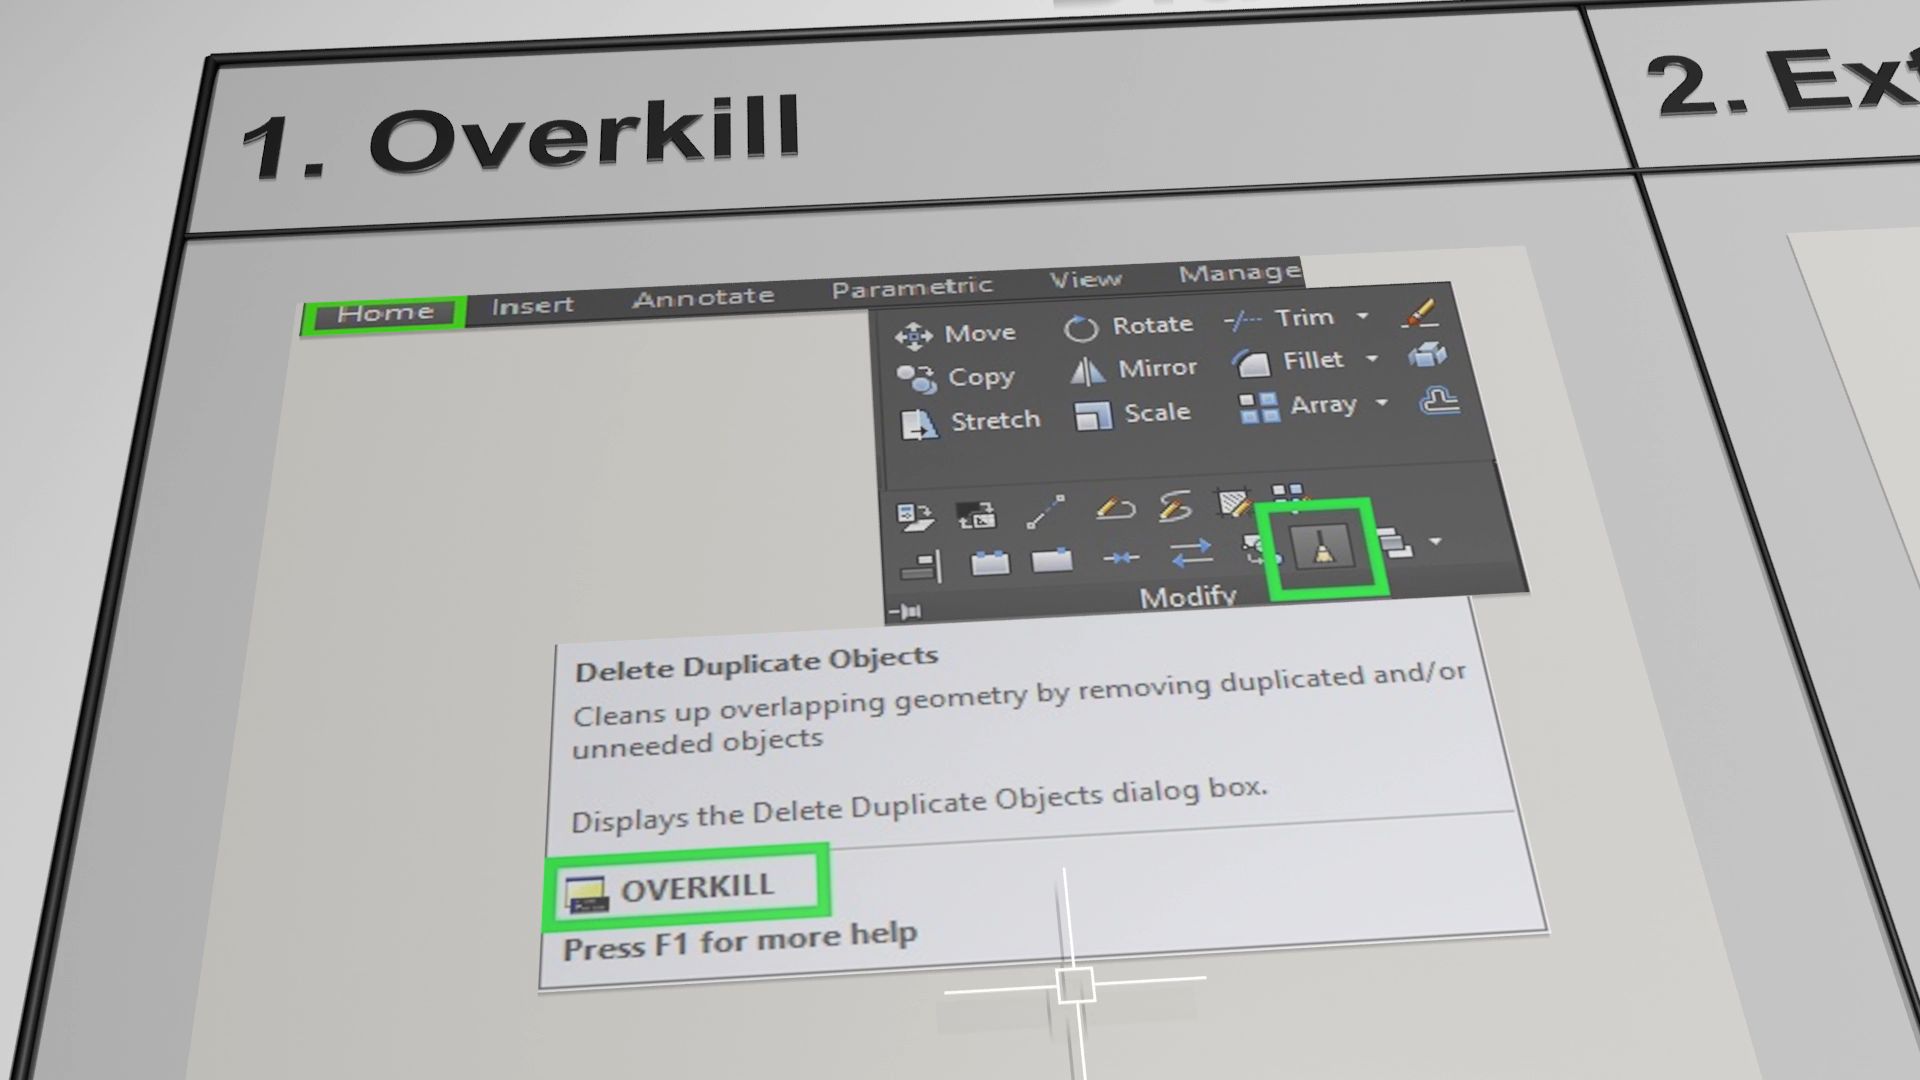 1. Overkill
2. Ext
Home Insert Annotate Parametric View Manage
Move Rotate Trim
Copy Mirror Fillet
Stretch Scale Array
Modify
Delete Duplicate Objects
Cleans up overlapping geometry by removing duplicated and/or
unneeded objects
Displays the Delete Duplicate Objects dialog box.
OVERKILL
Press F1 for more help